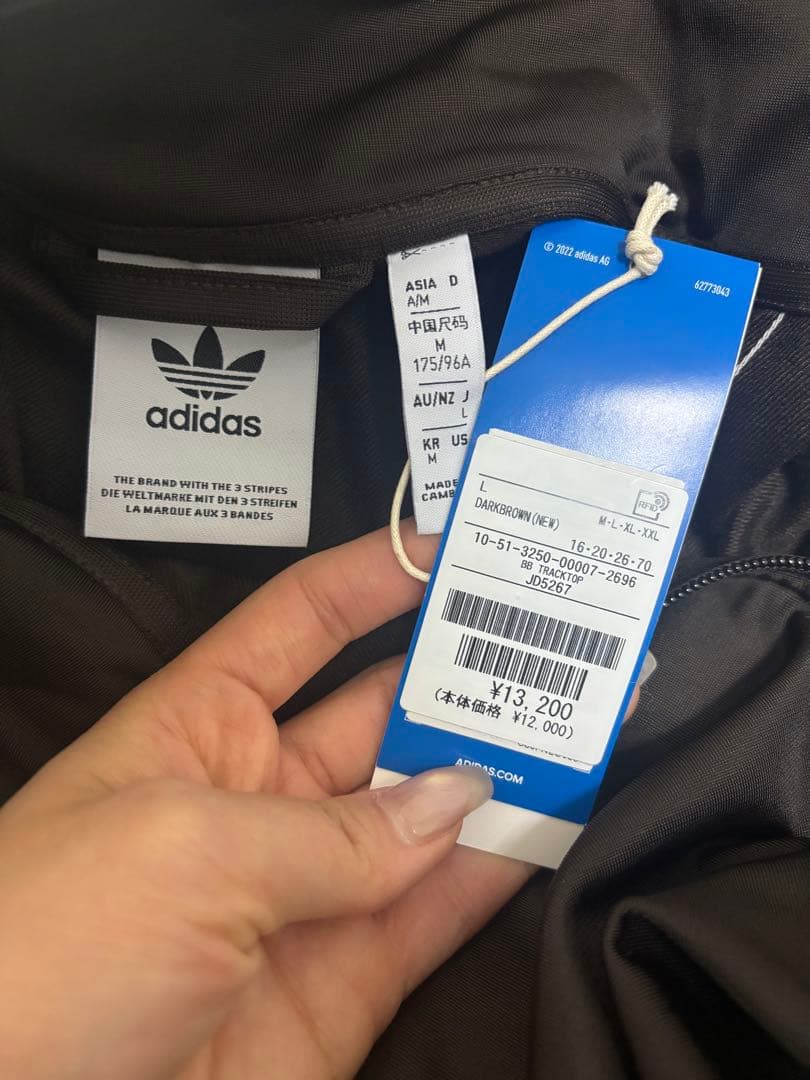 adidas
THE BRAND WITH THE 3 STRIPES
DIE WELTMARKE MIT DEN 3 STREIFEN
LA MARQUE AUX 3 BANDES
ASIA D
A/M
中国尺码
M
175/96A
AU/NZ J
L
KR US
M
MADE
© 2022 adidas AG
62773043
L
RFID
DARKBROWN(NEW) M·L·XL·XXL
16·20·26·70
10-51-3250-00007-2696
BB TRACKTOP
JD5267
¥13,200
(本体価格 ¥12,000)
ADIDAS.COM